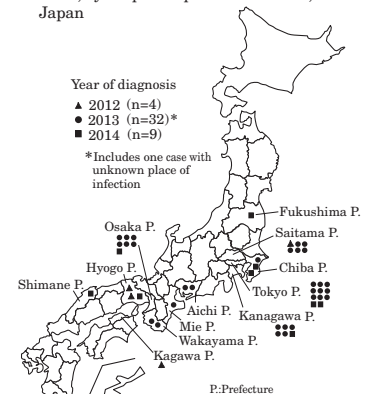 Japan
Year of diagnosis
▲ 2012 (n=4)
● 2013 (n=32)*
■ 2014 (n=9)
*Includes one case with
unknown place of
infection
Fukushima P.
Osaka P.
Saitama P.
Hyogo P.
Chiba P.
Shimane P.
Tokyo P.
Aichi P.
Kanagawa P.
Mie P.
Wakayama P.
Kagawa P.
P.:Prefecture